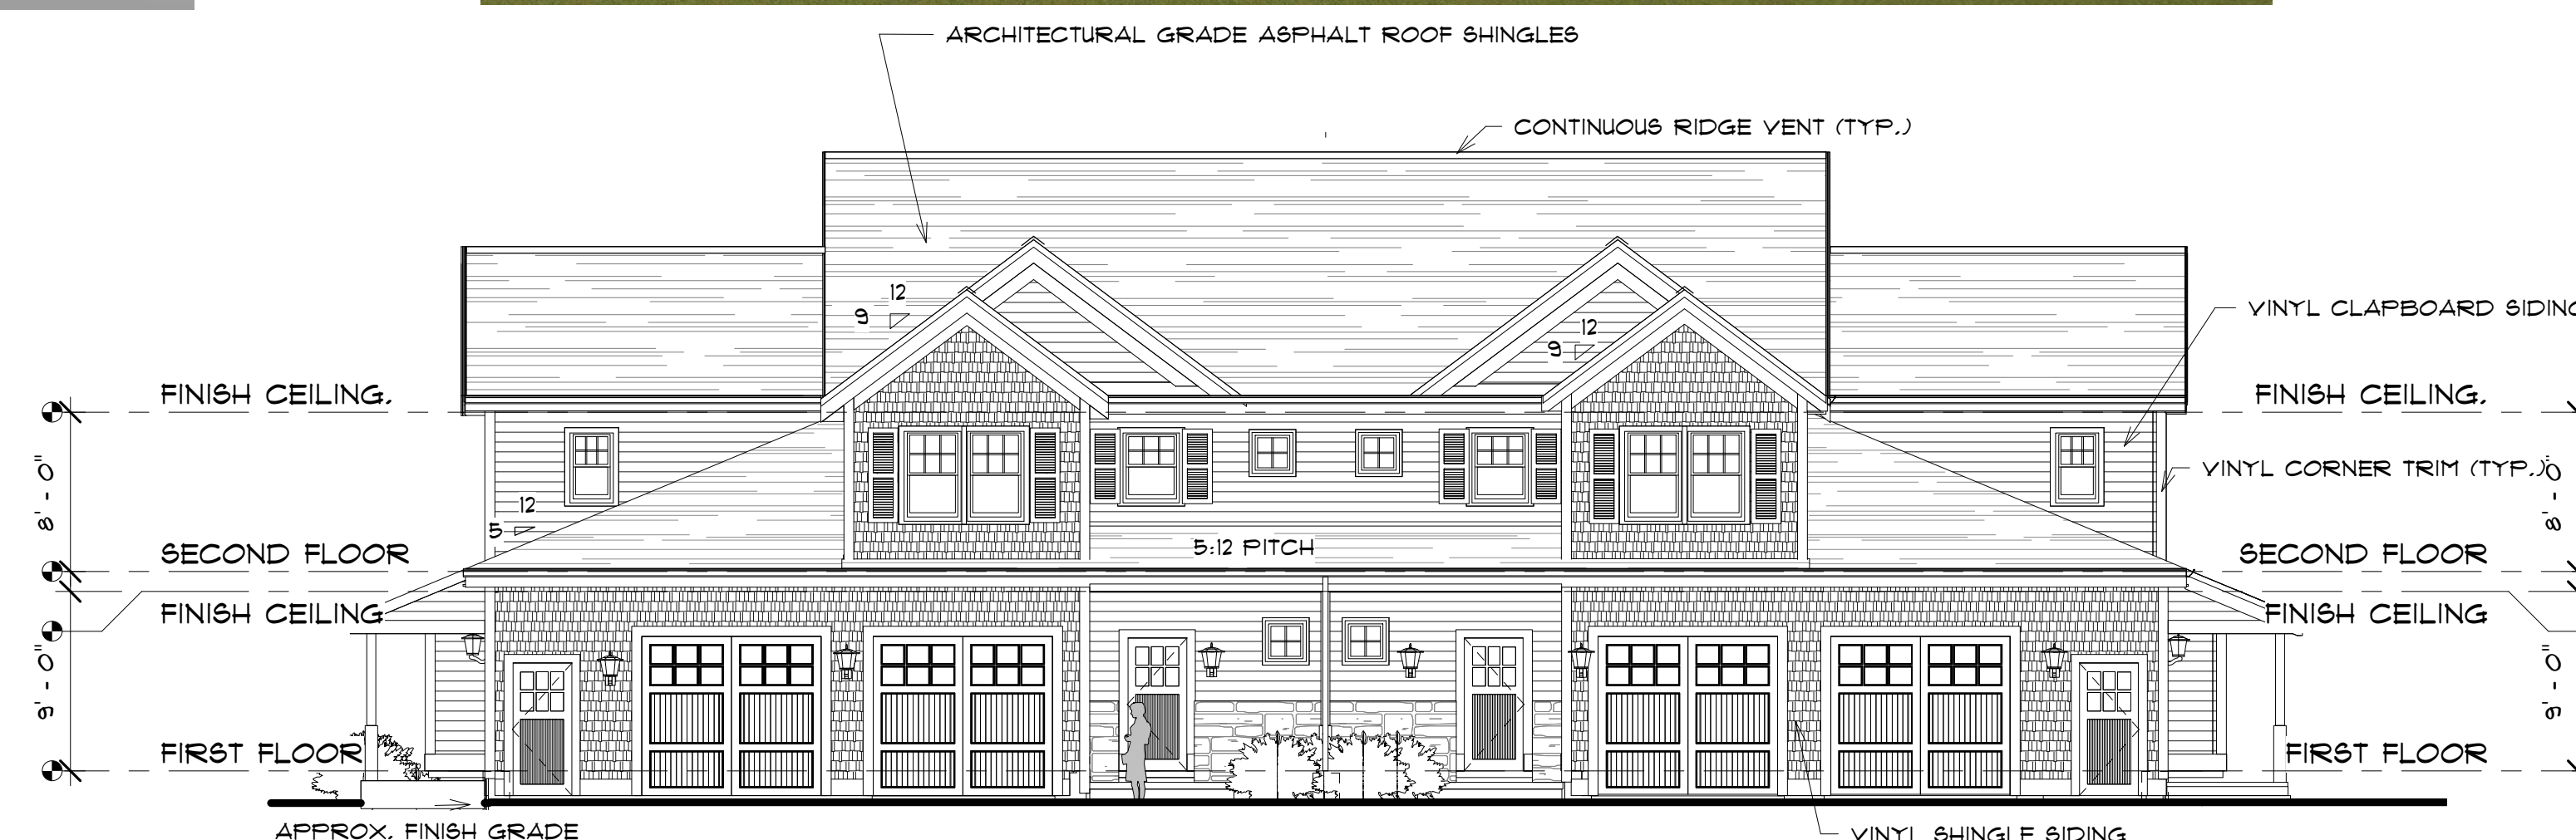 ARCHITECTURAL GRADE ASPHALT ROOF SHINGLES
CONTINUOUS RIDGE VENT (TYP.)
12
9
12
9
VINYL CLAPBOARD SIDING
FINISH CEILING.
FINISH CEILING.
8'-0"
VINYL CORNER TRIM (TYP.)
8'-0"
12
5
5:12 PITCH
SECOND FLOOR
SECOND FLOOR
FINISH CEILING
FINISH CEILING
9'-0"
9'-0"
FIRST FLOOR
FIRST FLOOR
APPROX. FINISH GRADE
VINYL SHINGLE SIDING